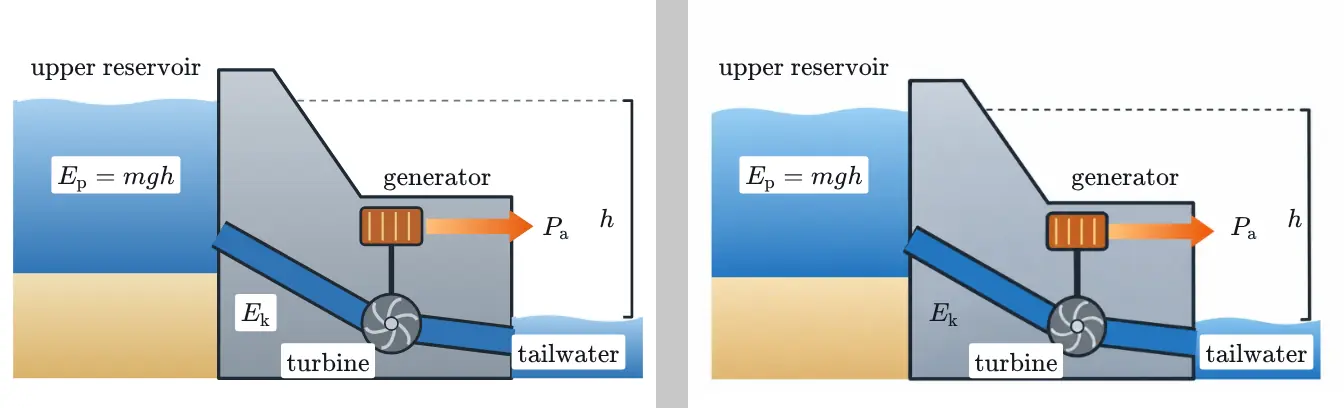 upper reservoir
E_p = mgh
generator
P_a
h
E_k
turbine
tailwater
upper reservoir
E_p = mgh
generator
P_a
h
E_k
turbine
tailwater